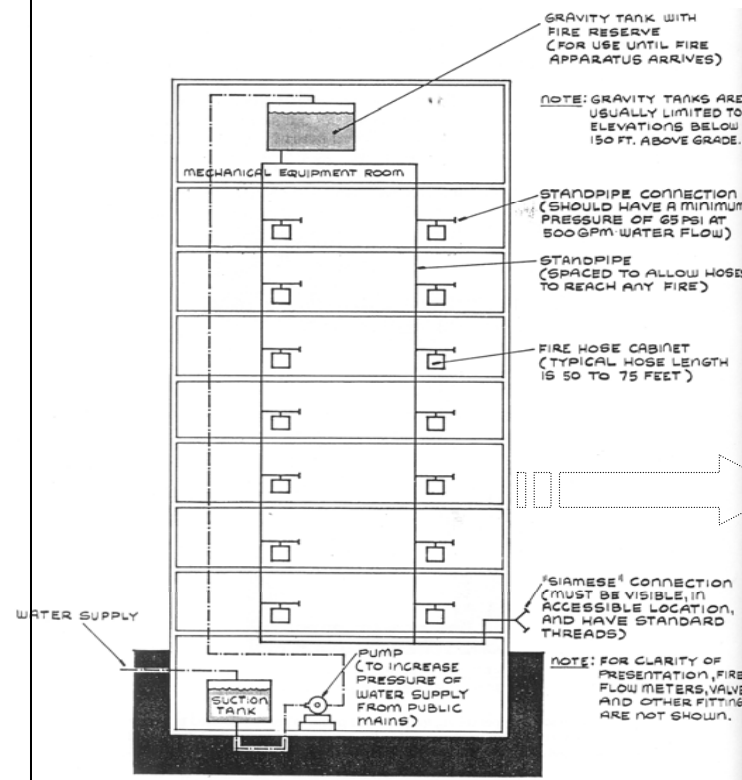 GRAVITY TANK WITH
FIRE RESERVE
(FOR USE UNTIL FIRE
APPARATUS ARRIVES)
NOTE: GRAVITY TANKS ARE
USUALLY LIMITED TO
ELEVATIONS BELOW
150 FT. ABOVE GRADE.
MECHANICAL EQUIPMENT ROOM
STANDPIPE CONNECTION
(SHOULD HAVE A MINIMUM
PRESSURE OF 65 PSI AT
500 GPM WATER FLOW)
STANDPIPE
(SPACED TO ALLOW HOSES
TO REACH ANY FIRE)
FIRE HOSE CABINET
(TYPICAL HOSE LENGTH
IS 50 TO 75 FEET)
"SIAMESE" CONNECTION
(MUST BE VISIBLE, IN
ACCESSIBLE LOCATION,
AND HAVE STANDARD
THREADS)
WATER SUPPLY
PUMP
(TO INCREASE
PRESSURE OF
WATER SUPPLY
FROM PUBLIC
MAINS)
SUCTION
TANK
NOTE: FOR CLARITY OF
PRESENTATION, FIRE
FLOW METERS, VALVE
AND OTHER FITTING
ARE NOT SHOWN.